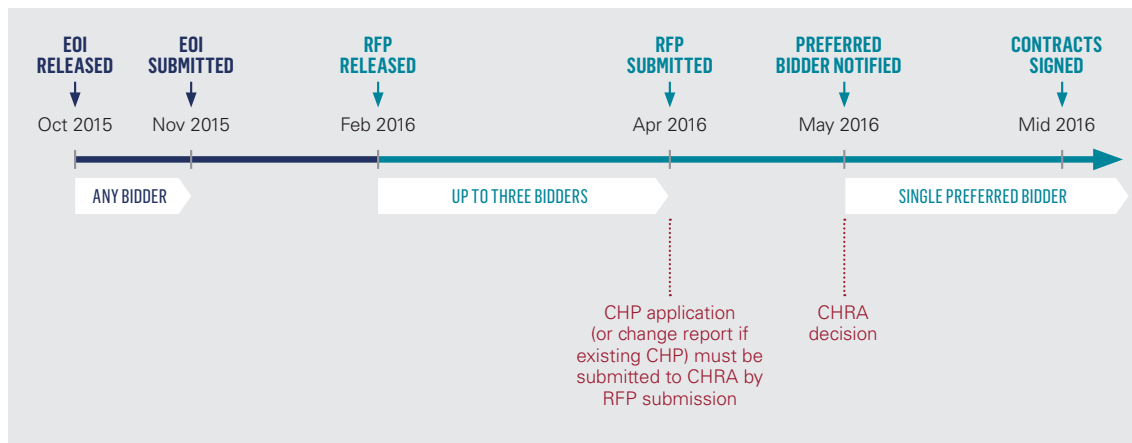 EOI
RELEASED
EOI
SUBMITTED
RFP
RELEASED
RFP
SUBMITTED
PREFERRED
BIDDER NOTIFIED
CONTRACTS
SIGNED
Oct 2015
Nov 2015
Feb 2016
Apr 2016
May 2016
Mid 2016
ANY BIDDER
UP TO THREE BIDDERS
SINGLE PREFERRED BIDDER
CHP application
(or change report if
existing CHP) must be
submitted to CHRA by
RFP submission
CHRA
decision